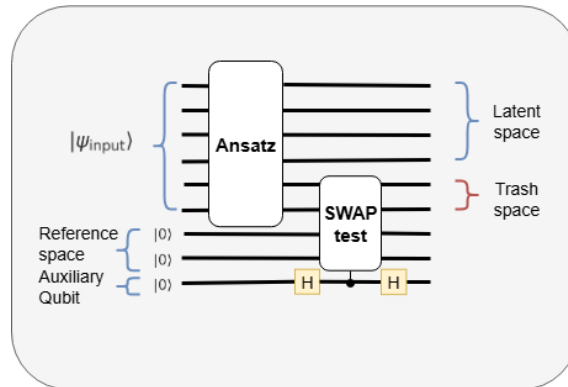 |ψinput⟩
Ansatz
Latent
space
Trash
space
SWAP
test
Reference
space
|0⟩
|0⟩
Auxiliary
Qubit
|0⟩
H
H